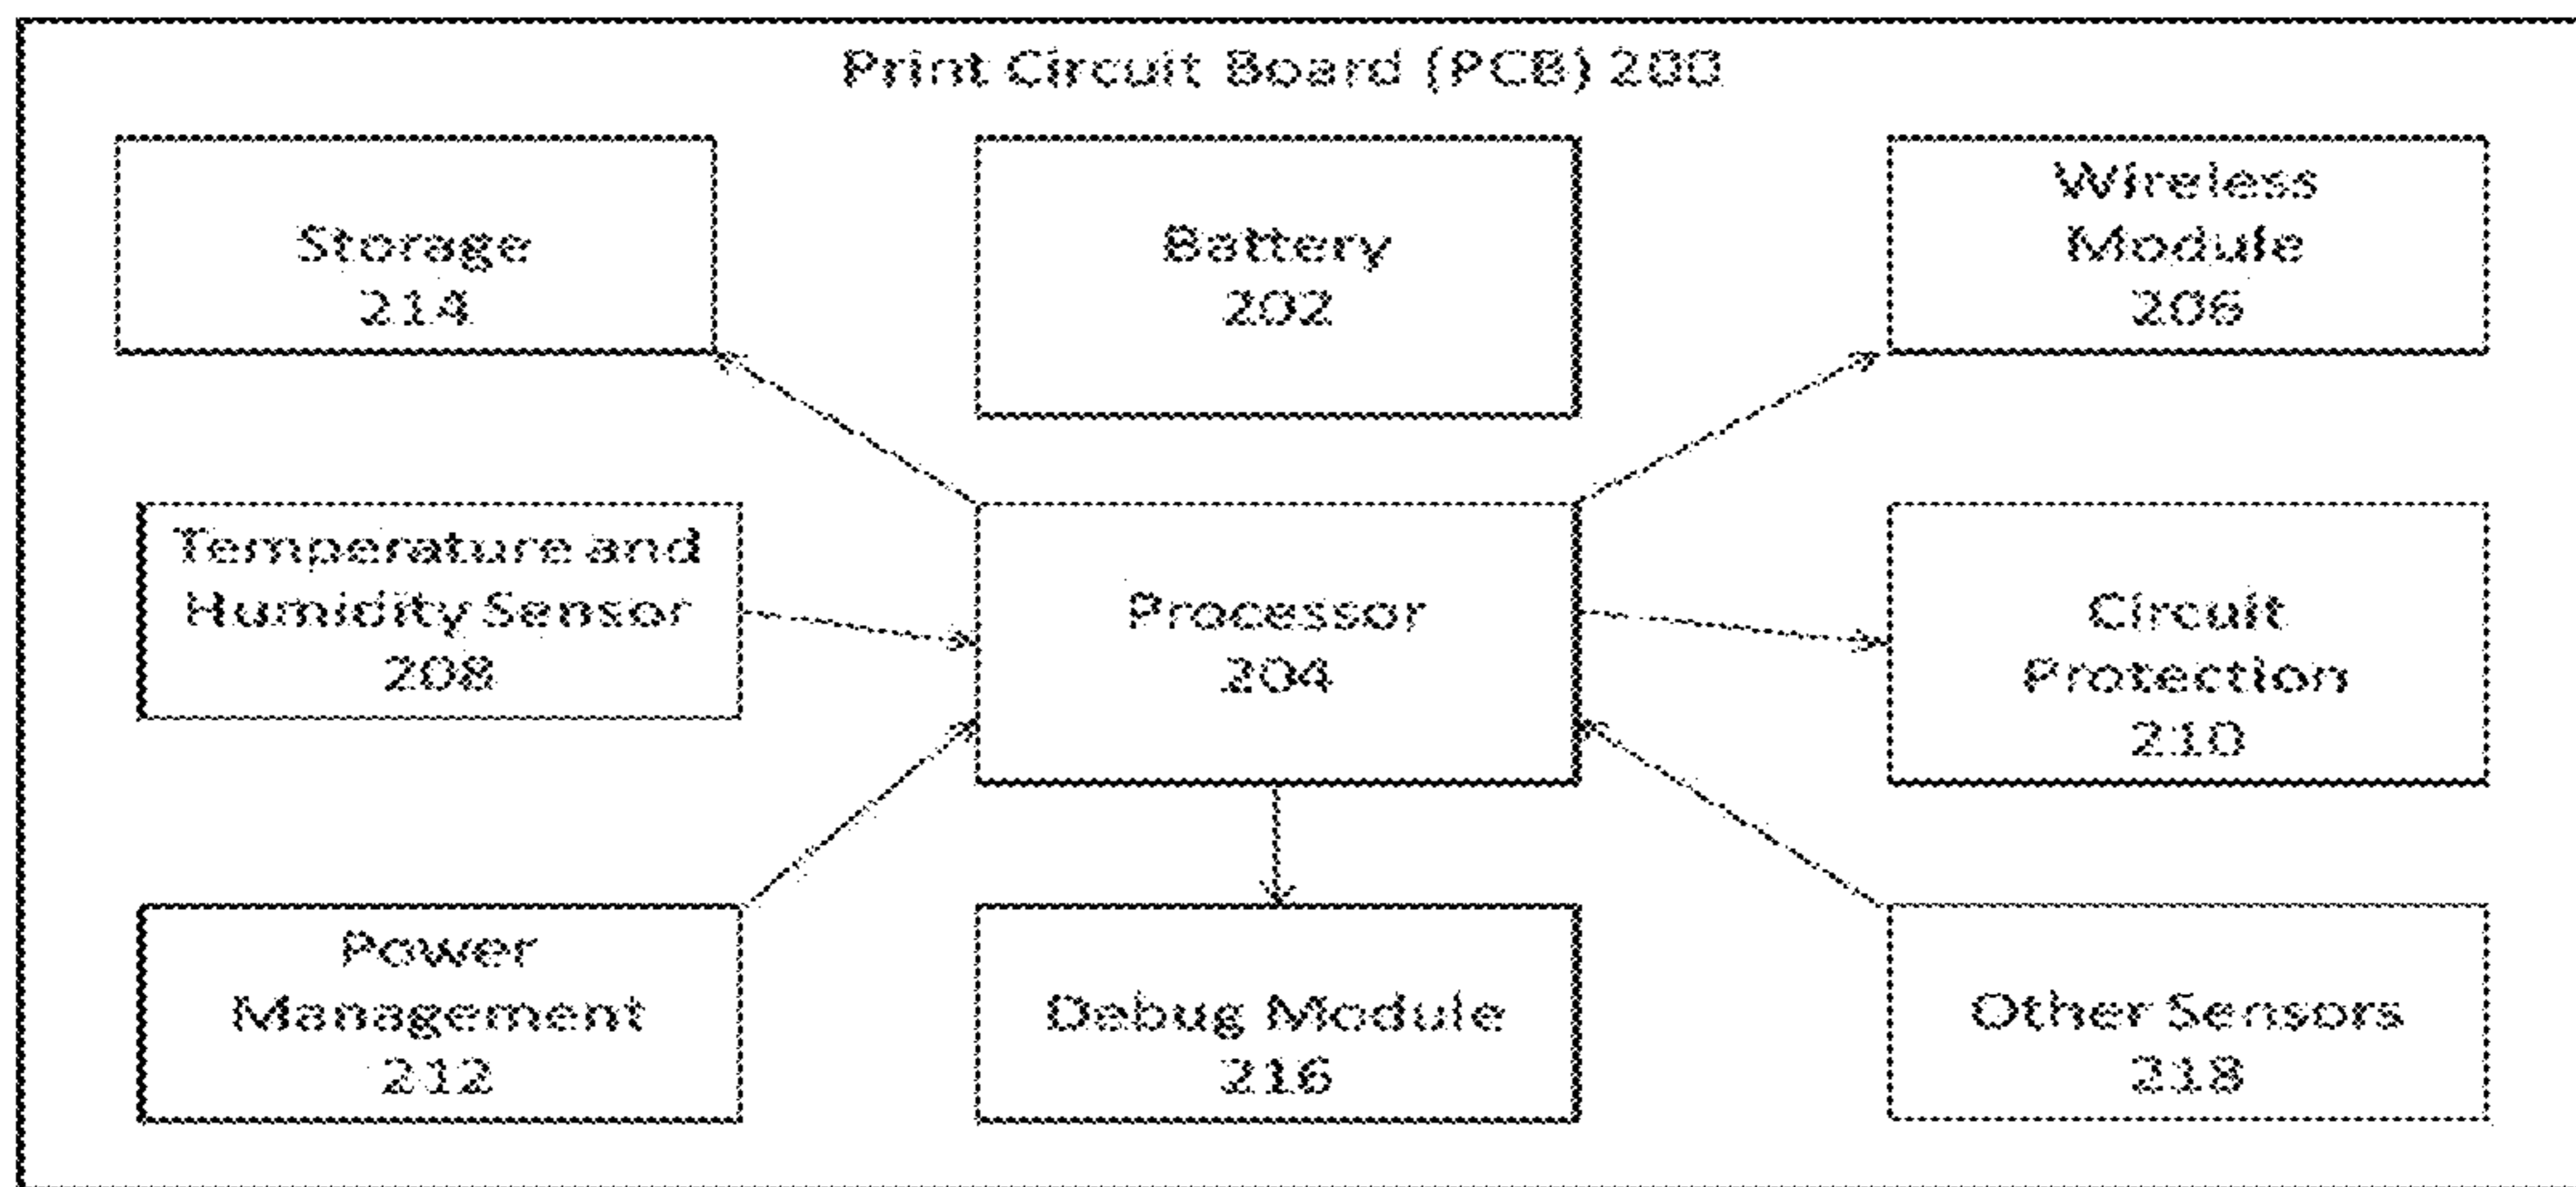 Print Circuit Board (PCB) 200
Storage
214
Battery
202
Wireless
Module
206
Temperature and
Humidity Sensor
208
Processor
204
Circuit
Protection
210
Power
Management
212
Debug Module
216
Other Sensors
218